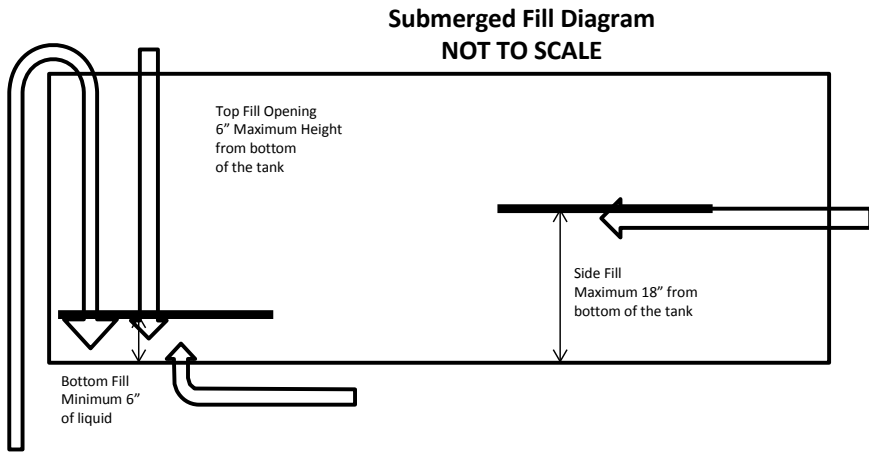 Submerged Fill Diagram
NOT TO SCALE
Top Fill Opening
6” Maximum Height
from bottom
of the tank
Side Fill
Maximum 18” from
bottom of the tank
Bottom Fill
Minimum 6”
of liquid